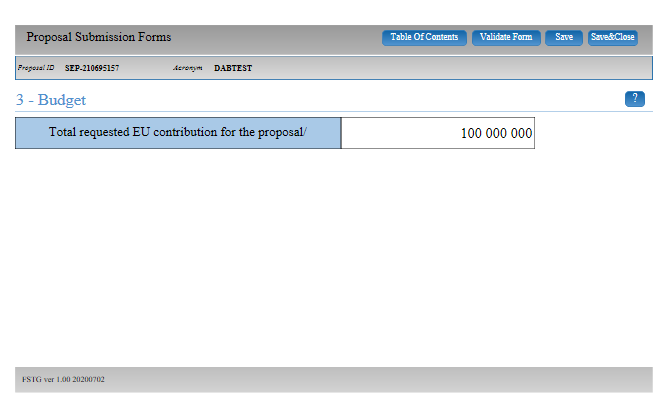 Proposal Submission Forms
Table Of Contents
Validate Form
Save
Save&Close
Proposal ID SEP-210695157 Acronym DABTEST
3 - Budget
?
Total requested EU contribution for the proposal/ 100 000 000
FSTG ver 1.00 20200702